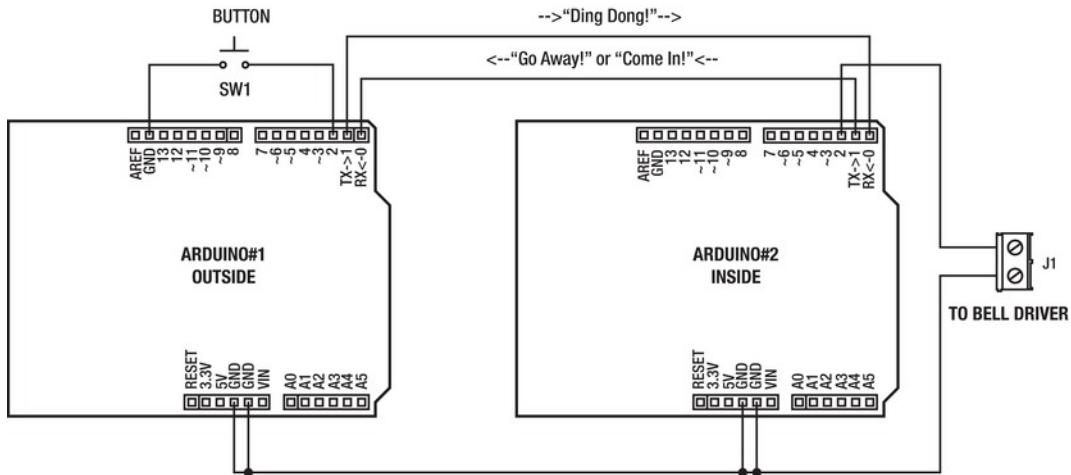 BUTTON
-->“Ding Dong!”-->
<--“Go Away!” or “Come In!”<--
SW1
AREF
GND
13
12
~11
~10
~9
8
7
~6
~5
4
~3
2
TX->1
RX<-0
AREF
GND
13
12
~11
~10
~9
8
7
~6
~5
4
~3
2
TX->1
RX<-0
ARDUINO#1
OUTSIDE
ARDUINO#2
INSIDE
J1
TO BELL DRIVER
RESET
3.3V
5V
GND
GND
VIN
A0
A1
A2
A3
A4
A5
RESET
3.3V
5V
GND
GND
VIN
A0
A1
A2
A3
A4
A5